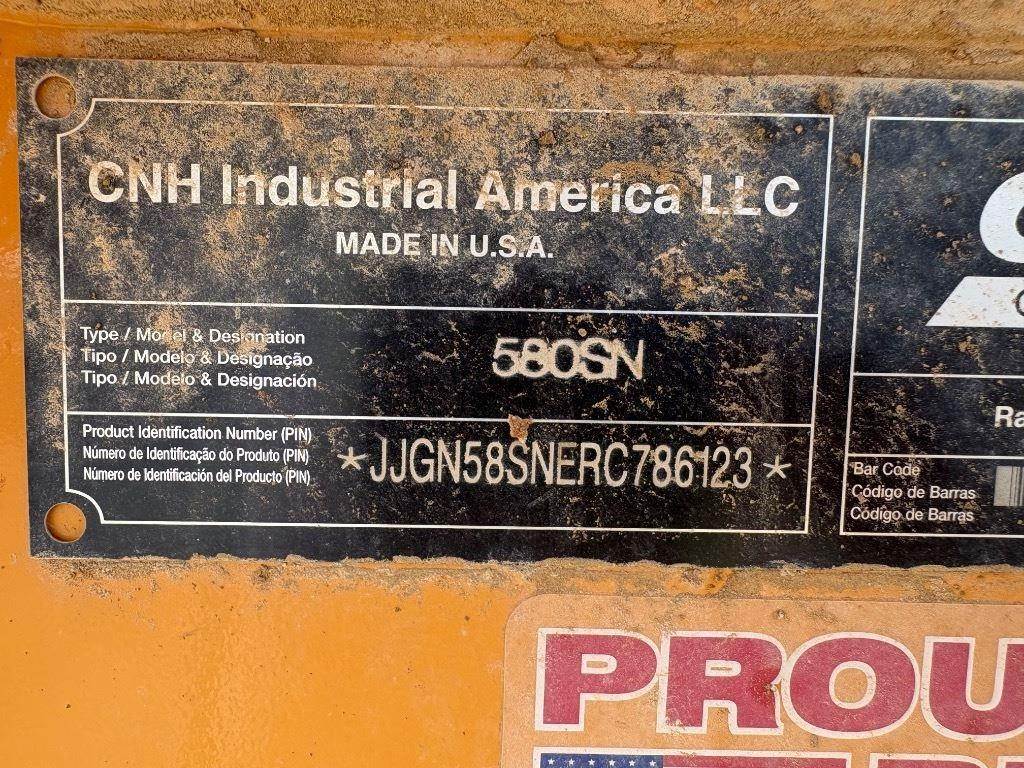 CNH Industrial America LLC
MADE IN U.S.A.
Type / Model & Designation
Tipo / Modelo & Designação
Tipo / Modelo & Designación
580SN
Product Identification Number (PIN)
Número de Identificação do Produto (PIN)
Número de Identificación del Producto (PIN)
*JJGN58SNERC786123*
Ra
Bar Code
Código de Barras
Código de Barras
PROU